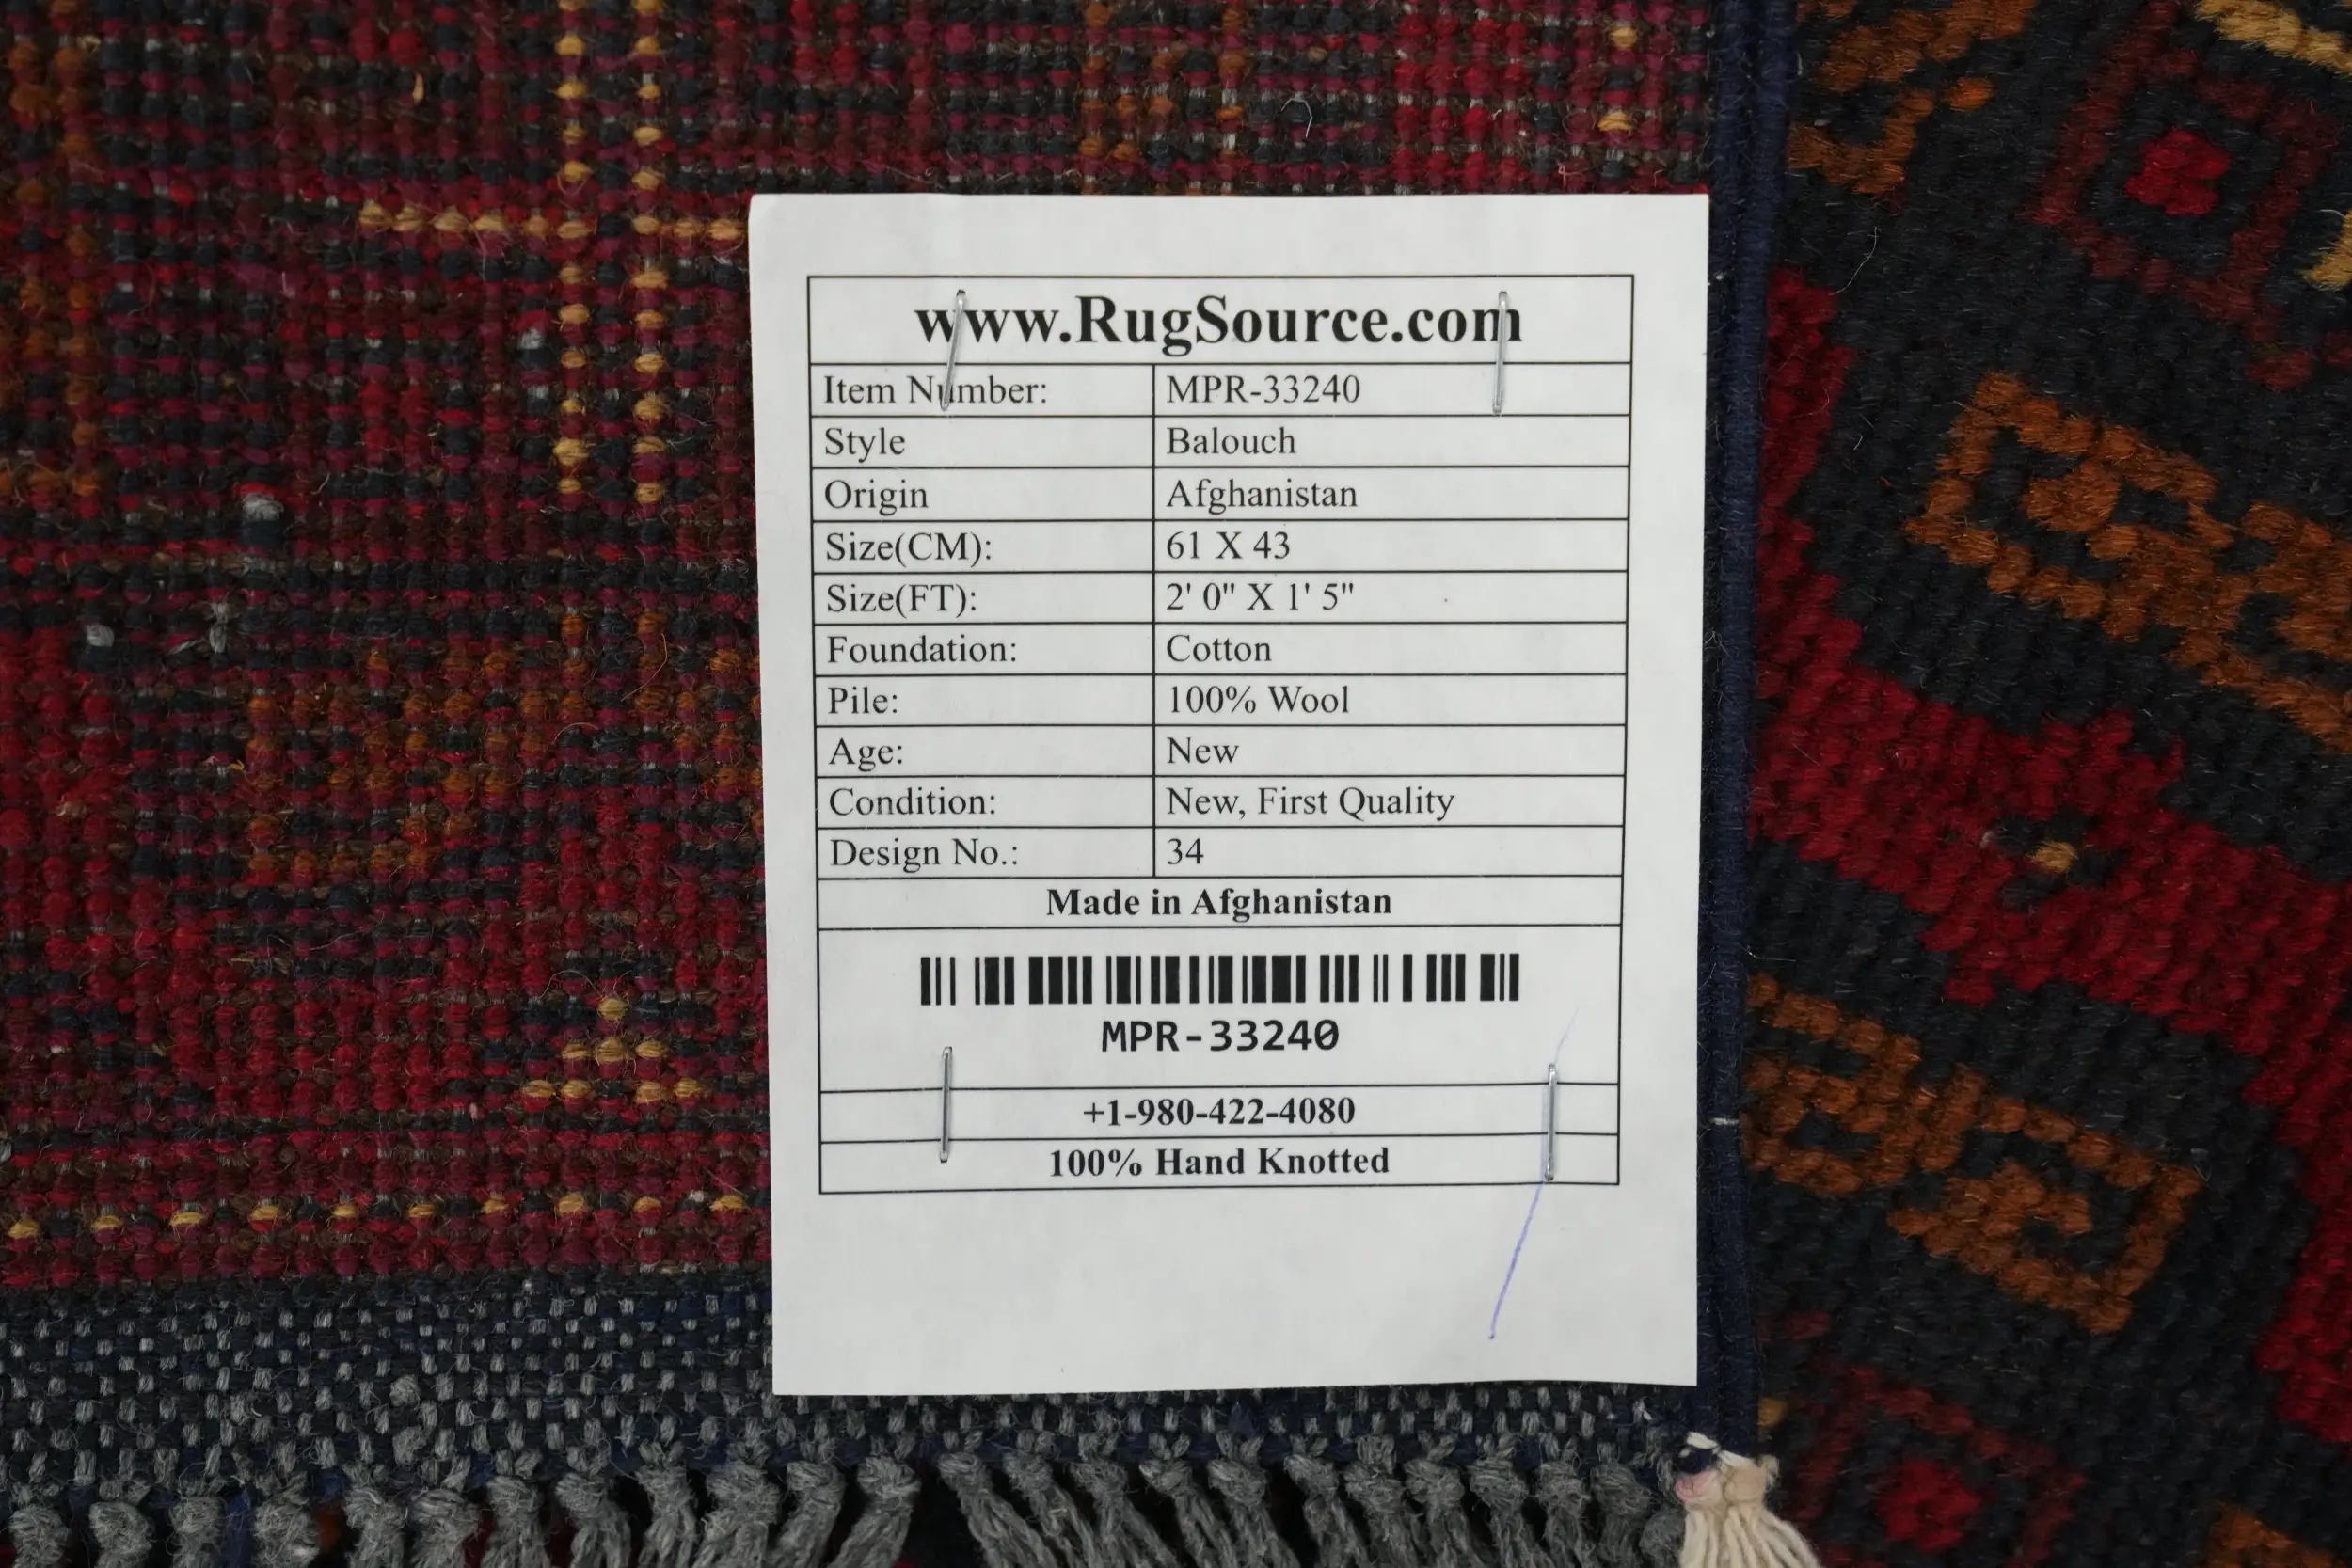 www.RugSource.com
Item Number: MPR-33240
Style Balouch
Origin Afghanistan
Size(CM): 61 X 43
Size(FT): 2' 0" X 1' 5"
Foundation: Cotton
Pile: 100% Wool
Age: New
Condition: New, First Quality
Design No.: 34
Made in Afghanistan
MPR-33240
+1-980-422-4080
100% Hand Knotted